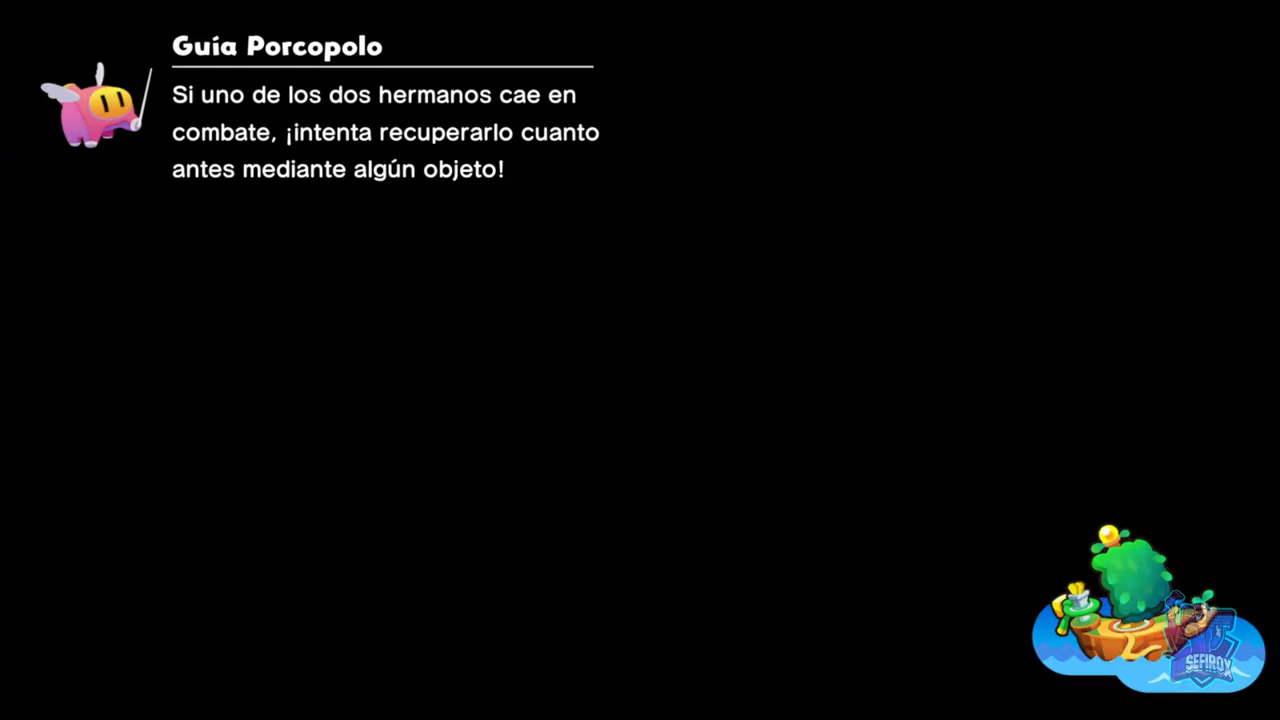 Guía Porcopolo
Si uno de los dos hermanos cae en
combate, ¡intenta recuperarlo cuanto
antes mediante algún objeto!
SEFIROX